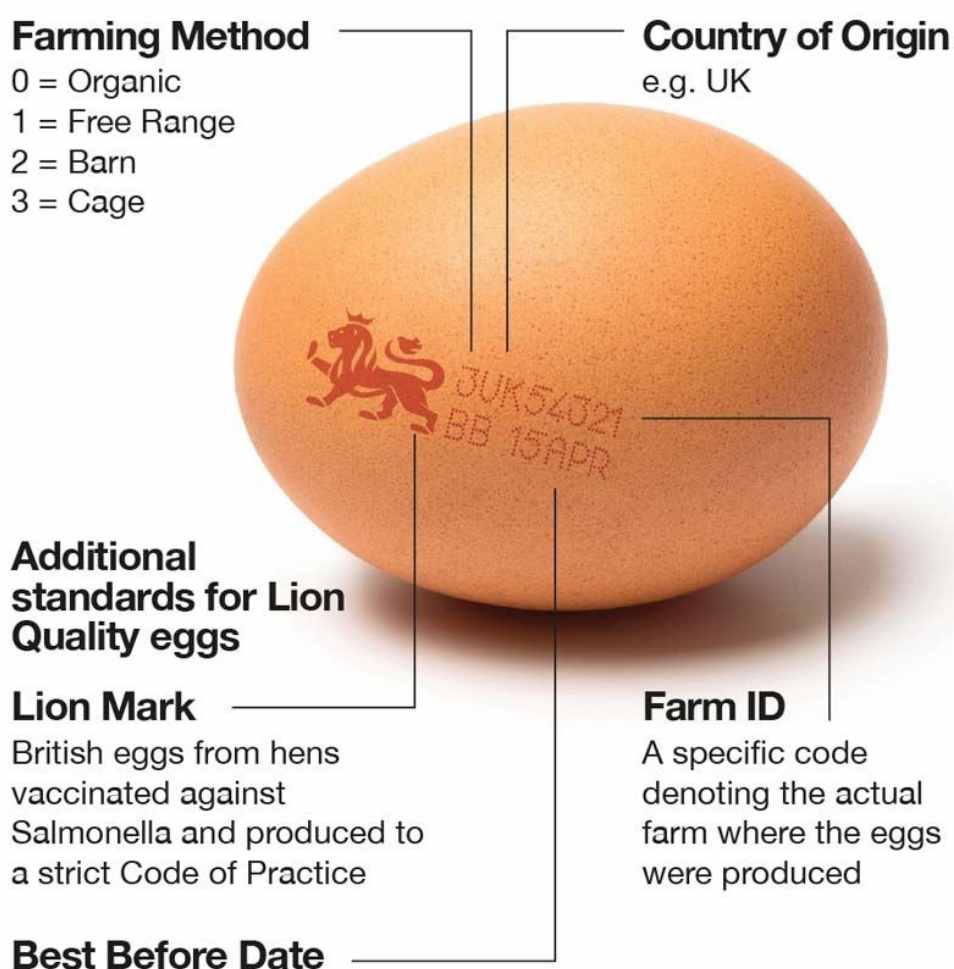 Farming Method
0 = Organic
1 = Free Range
2 = Barn
3 = Cage
Country of Origin
e.g. UK
3UK54321
BB 15APR
Additional
standards for Lion
Quality eggs
Lion Mark
British eggs from hens
vaccinated against
Salmonella and produced to
a strict Code of Practice
Farm ID
A specific code
denoting the actual
farm where the eggs
were produced
Best Before Date